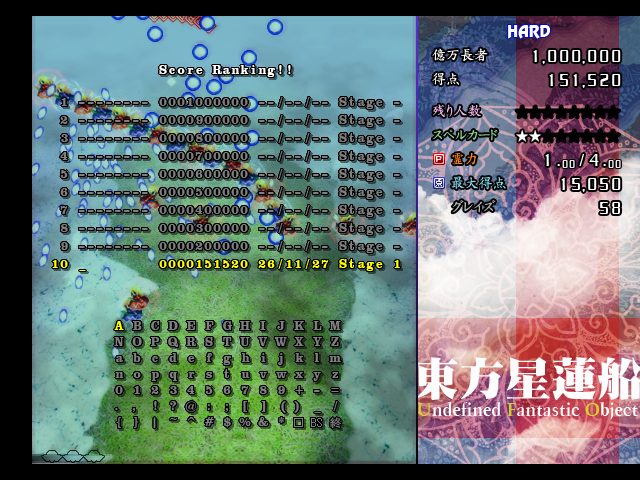 HARD
億万長者 1,000,000
得点 151,520
残り人数
スペルカード
霊力 1.00/4.00
最大得点 15,050
グレイズ 58
Score Ranking!!
1 -------- 0001000000 --/--/-- Stage -
2 -------- 0000900000 --/--/-- Stage -
3 -------- 0000800000 --/--/-- Stage -
4 -------- 0000700000 --/--/-- Stage -
5 -------- 0000600000 --/--/-- Stage -
6 -------- 0000500000 --/--/-- Stage -
7 -------- 0000400000 --/--/-- Stage -
8 -------- 0000300000 --/--/-- Stage -
9 -------- 0000200000 --/--/-- Stage -
10 _ 0000151520 26/11/27 Stage 1
A B C D E F G H I J K L M
N O P Q R S T U V W X Y Z
a b c d e f g h i j k l m
n o p q r s t u v w x y z
0 1 2 3 4 5 6 7 8 9 + - =
. , ! ? @ : ; [ ] ( ) _ /
{ } | ~ ^ # $ % & * □ BS 終
東方星蓮船
Undefined Fantastic Object